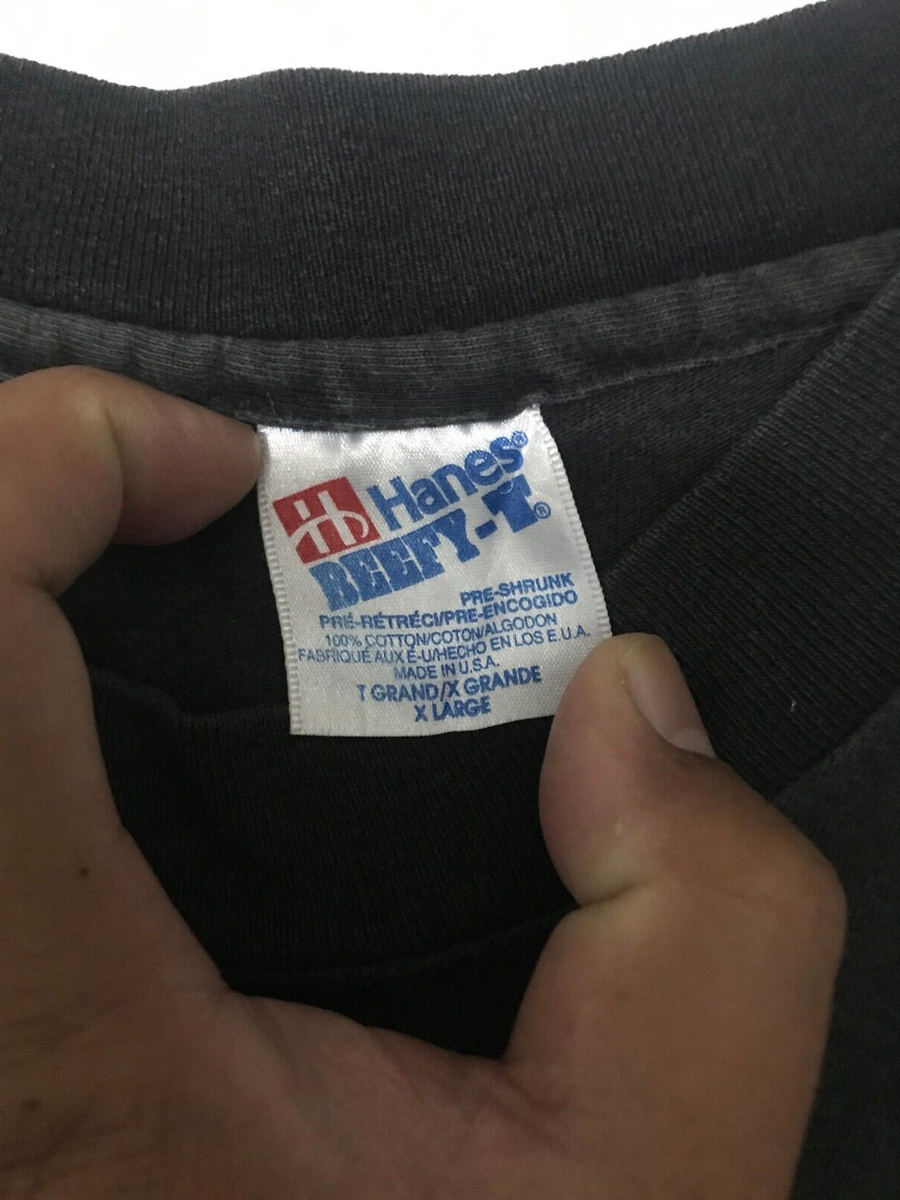 Hanes®
BEEFY-T®
PRE-SHRUNK
PRÉ-RÉTRÉCI/PRE-ENCOGIDO
100% COTTON/COTON/ALGODON
FABRIQUÉ AUX É-U/HECHO EN LOS E.U.A.
MADE IN U.S.A.
T GRAND/X GRANDE
X LARGE